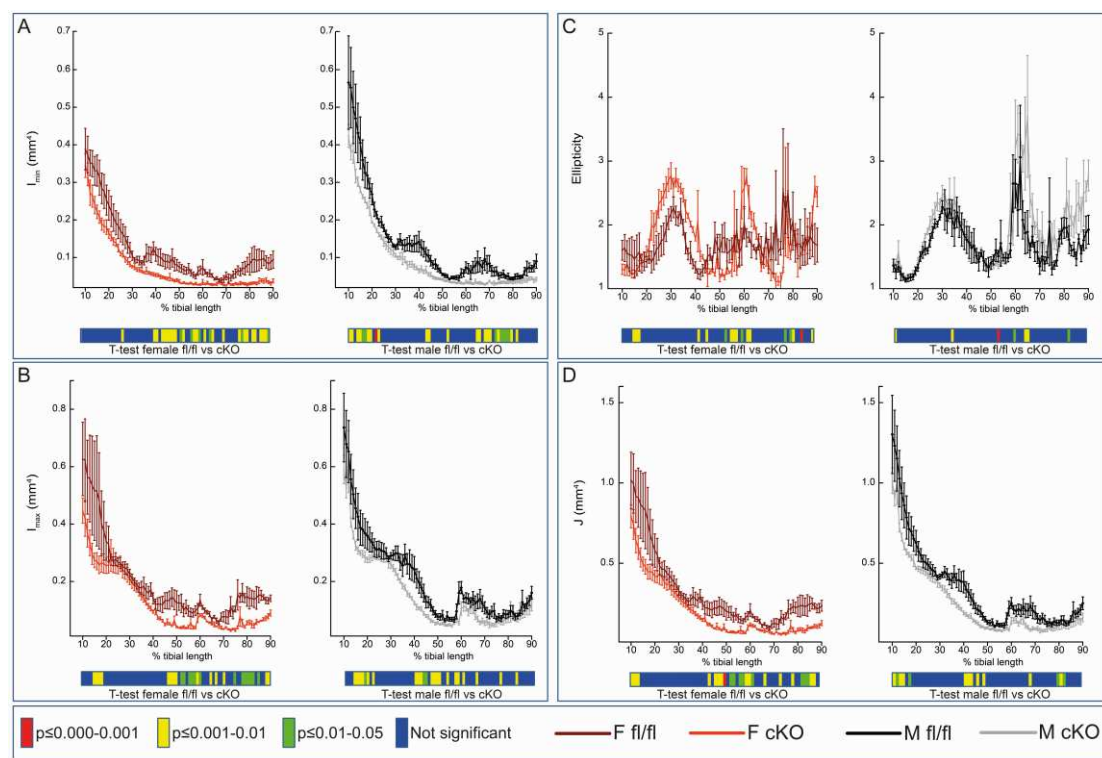 A
C
I min (mm⁴)
0.7
0.6
0.5
0.4
0.3
0.2
0.1
10 20 30 40 50 60 70 80 90
% tibial length
T-test female fl/fl vs cKO
0.7
0.6
0.5
0.4
0.3
0.2
0.1
10 20 30 40 50 60 70 80 90
% tibial length
T-test male fl/fl vs cKO
Ellipticity
5
4
3
2
1
10 20 30 40 50 60 70 80 90
% tibial length
T-test female fl/fl vs cKO
5
4
3
2
1
10 20 30 40 50 60 70 80 90
% tibial length
T-test male fl/fl vs cKO
B
D
I max (mm⁴)
0.8
0.6
0.4
0.2
10 20 30 40 50 60 70 80 90
% tibial length
T-test female fl/fl vs cKO
0.8
0.6
0.4
0.2
10 20 30 40 50 60 70 80 90
% tibial length
T-test male fl/fl vs cKO
J (mm⁴)
1.5
1.0
0.5
10 20 30 40 50 60 70 80 90
% tibial length
T-test female fl/fl vs cKO
1.5
1.0
0.5
10 20 30 40 50 60 70 80 90
% tibial length
T-test male fl/fl vs cKO
p≤0.000-0.001 p≤0.001-0.01 p≤0.01-0.05 Not significant F fl/fl F cKO M fl/fl M cKO